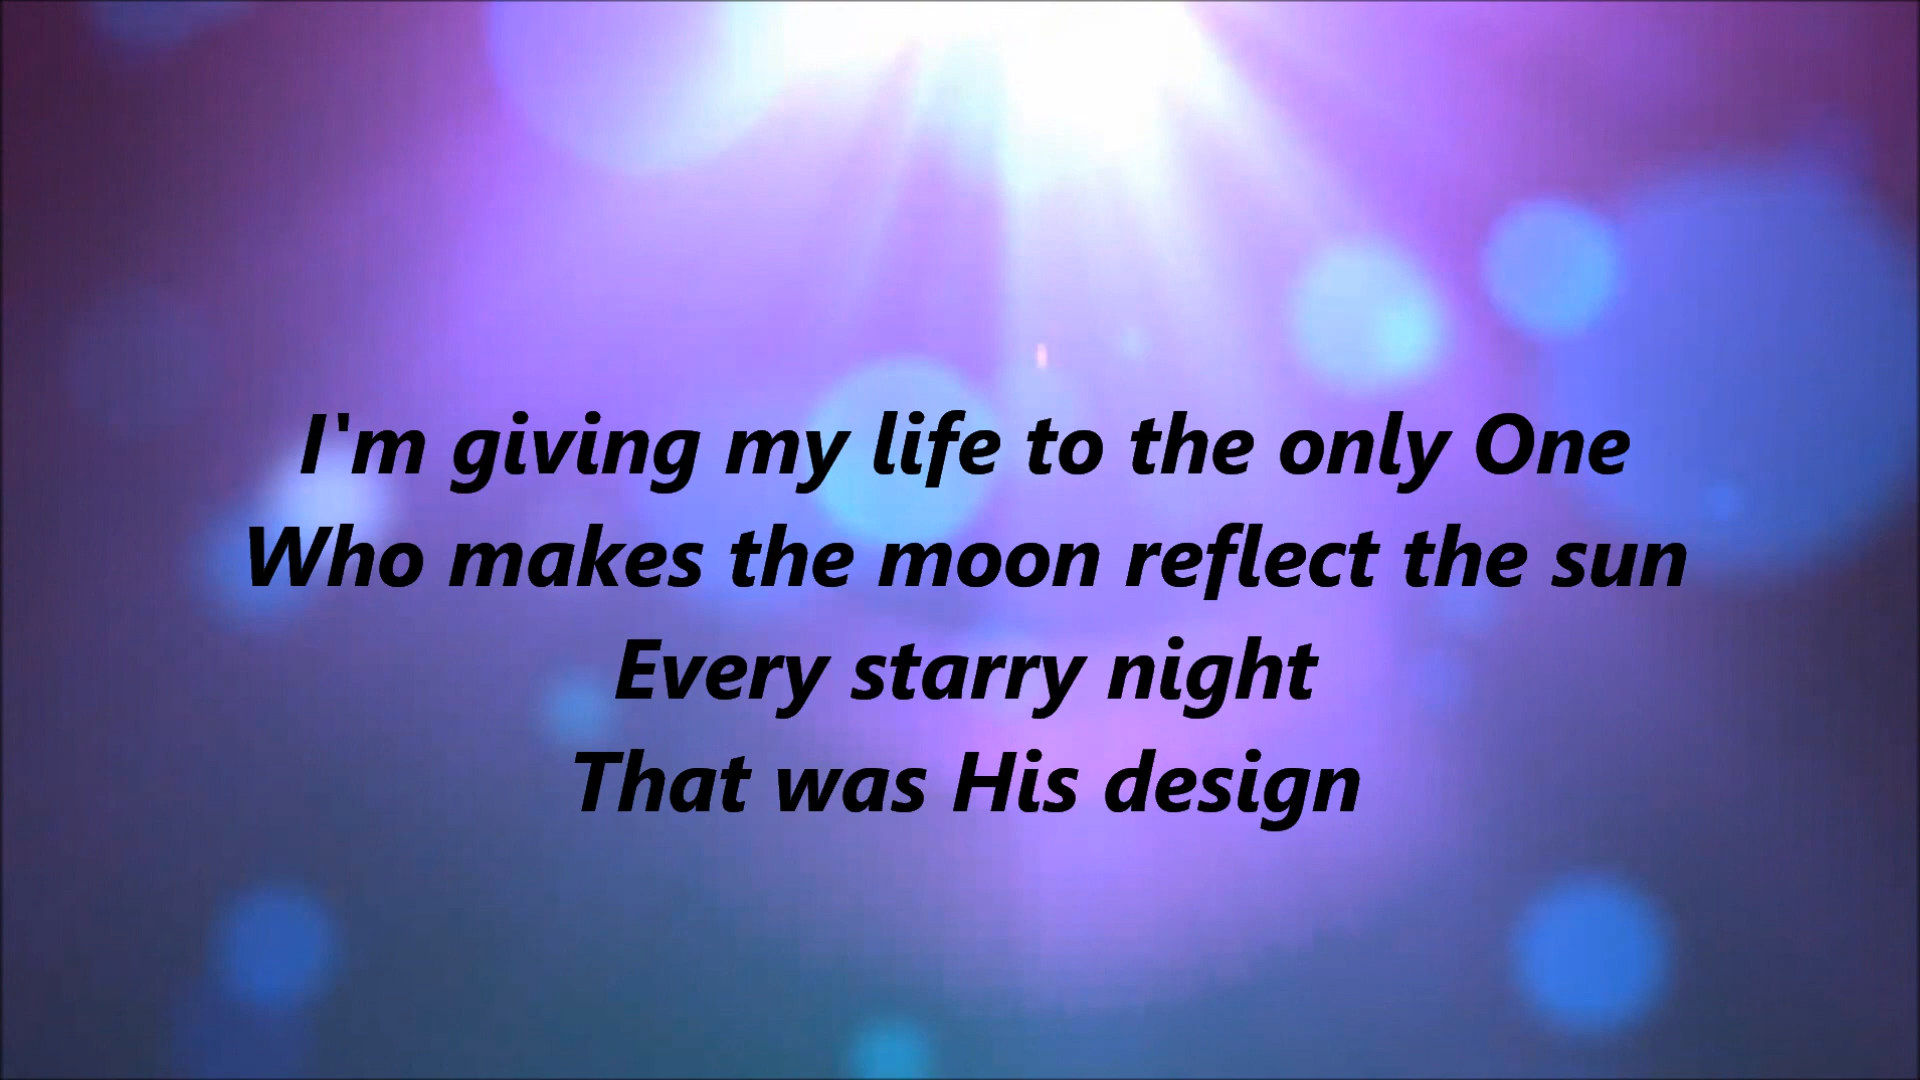 I'm giving my life to the only One
Who makes the moon reflect the sun
Every starry night
That was His design